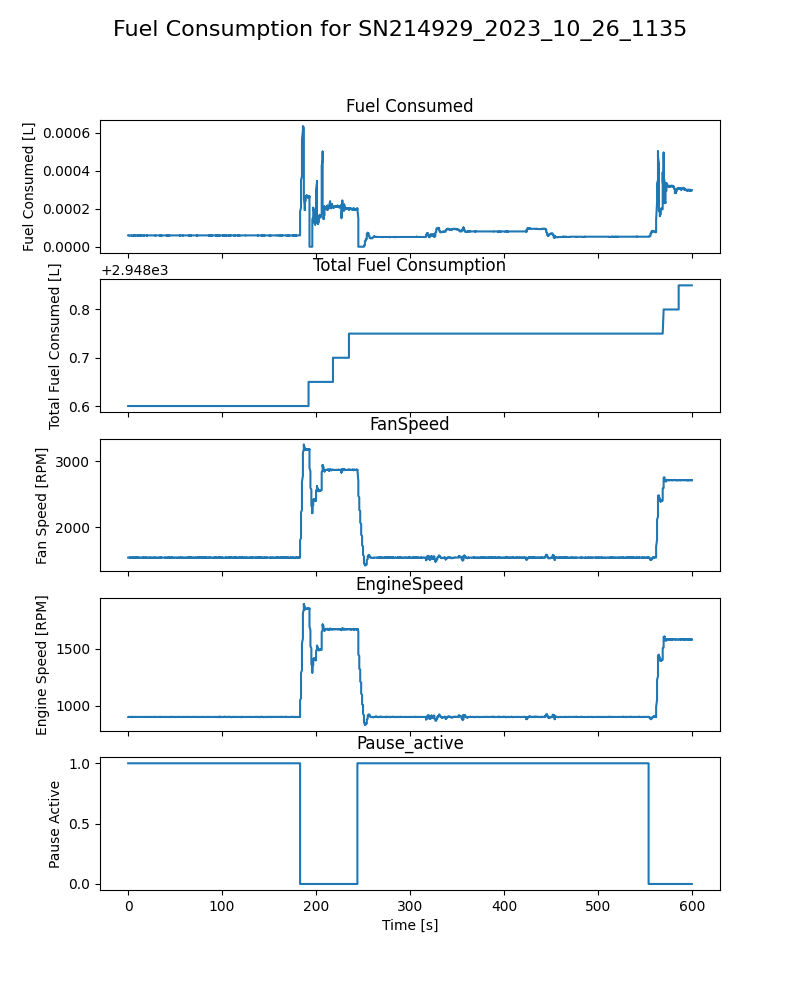 Fuel Consumption for SN214929_2023_10_26_1135
Fuel Consumed
Fuel Consumed [L]
0.0006
0.0004
0.0002
0.0000
Total Fuel Consumption
+2.948e3
Total Fuel Consumed [L]
0.8
0.7
0.6
FanSpeed
Fan Speed [RPM]
3000
2000
EngineSpeed
Engine Speed [RPM]
1500
1000
Pause_active
Pause Active
1.0
0.5
0.0
0 100 200 300 400 500 600
Time [s]